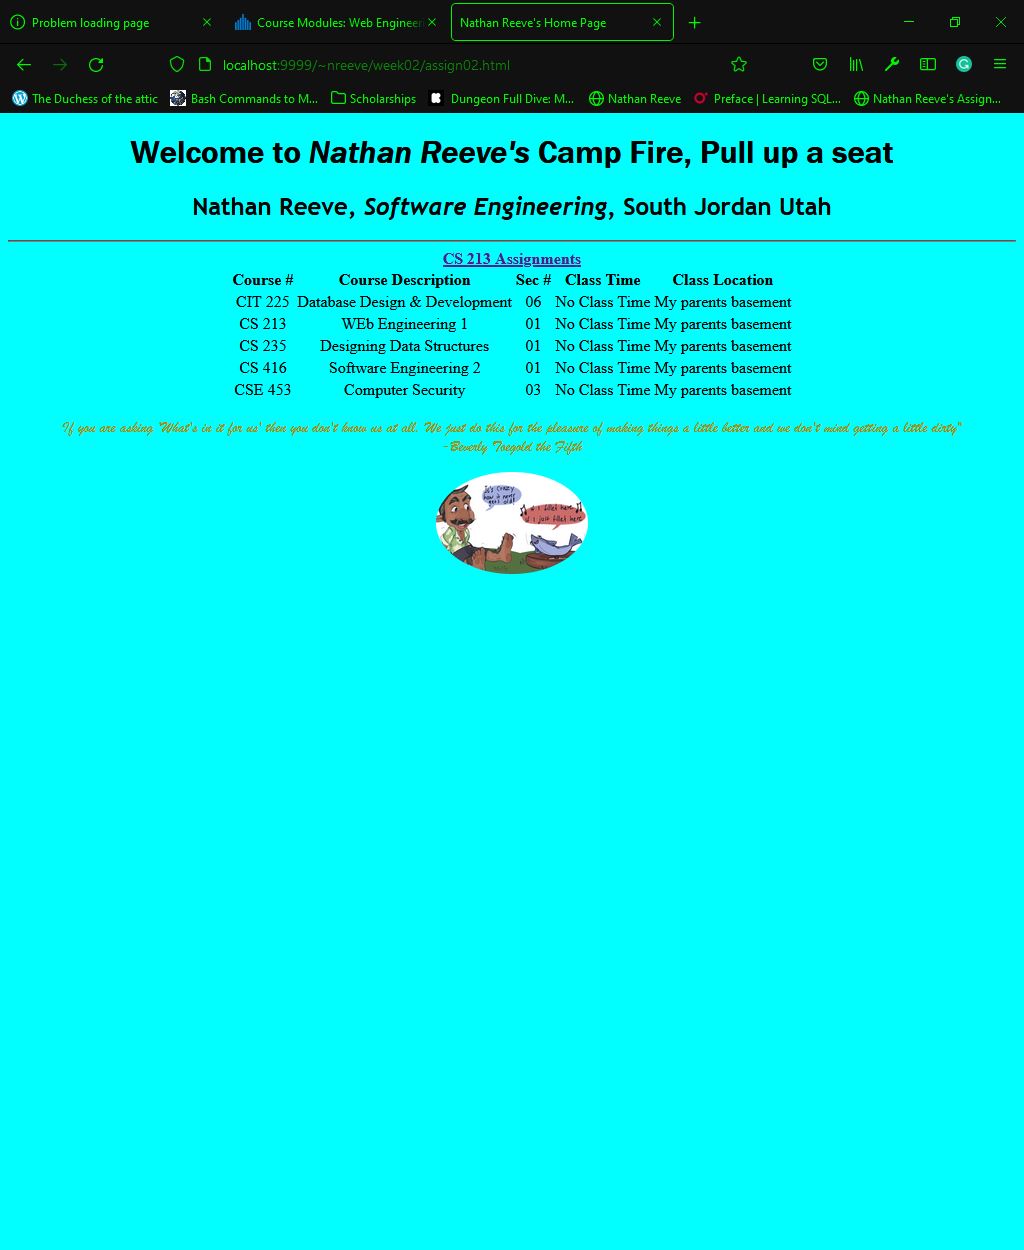 Problem loading page
Course Modules: Web Engineer
Nathan Reeve's Home Page
localhost:9999/~nreeve/week02/assign02.html
The Duchess of the attic
Bash Commands to M...
Scholarships
Dungeon Full Dive: M...
Nathan Reeve
Preface | Learning SQL...
Nathan Reeve's Assign...
Welcome to Nathan Reeve's Camp Fire, Pull up a seat
Nathan Reeve, Software Engineering, South Jordan Utah
CS 213 Assignments
Course # Course Description Sec # Class Time Class Location
CIT 225 Database Design & Development 06 No Class Time My parents basement
CS 213 WEb Engineering 1 01 No Class Time My parents basement
CS 235 Designing Data Structures 01 No Class Time My parents basement
CS 416 Software Engineering 2 01 No Class Time My parents basement
CSE 453 Computer Security 03 No Class Time My parents basement
If you are asking 'What's in it for us' then you don't know us at all. We just do this for the pleasure of making things a little better and we don't mind getting a little dirty"
-Beverly Toegold the Fifth
It's crazy
how it never
gets old!
I fillet here
I just fillet here